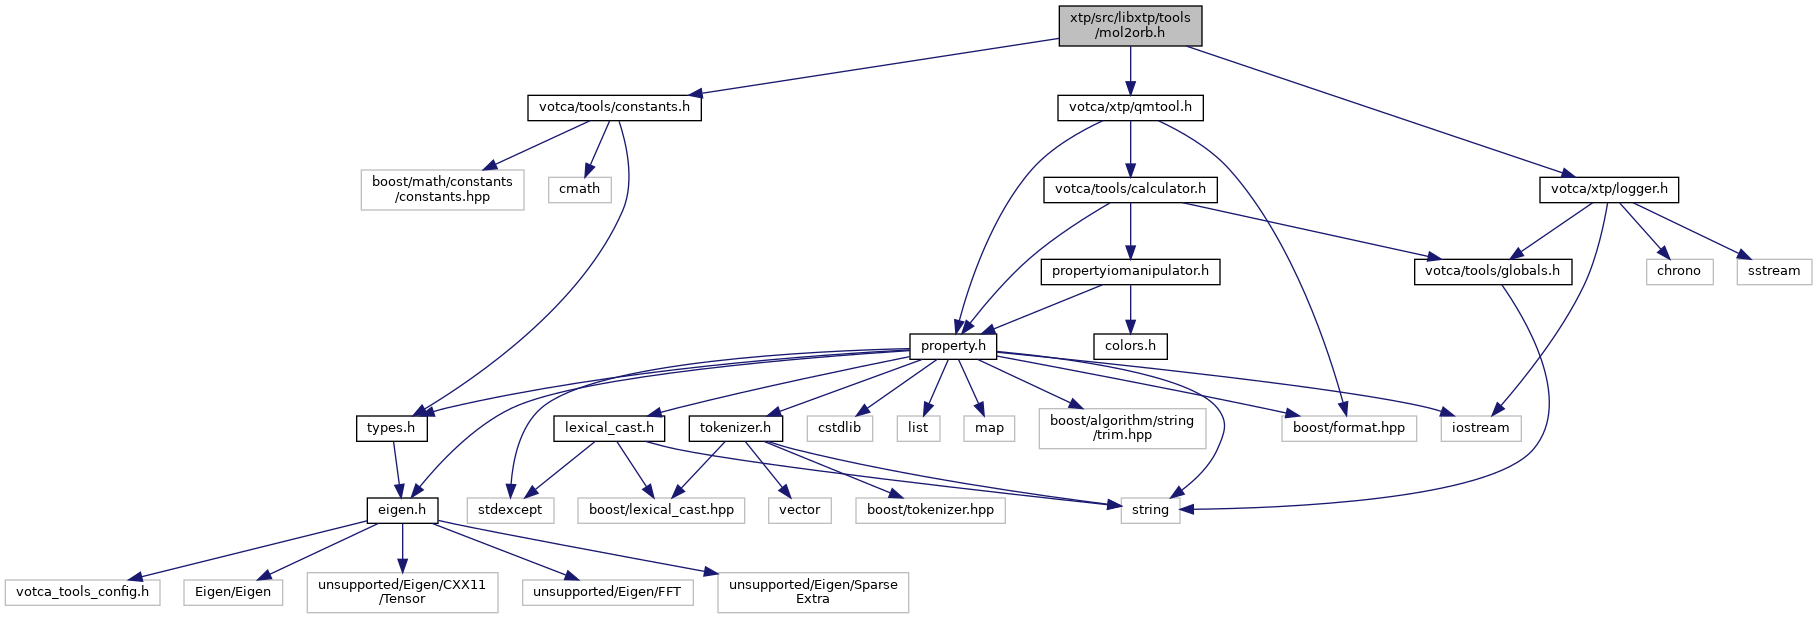 xtp/src/libxtp/tools
/mol2orb.h
votca/tools/constants.h
votca/xtp/qmtool.h
boost/math/constants
/constants.hpp
cmath
votca/tools/calculator.h
votca/xtp/logger.h
propertyiomanipulator.h
votca/tools/globals.h
chrono
sstream
property.h
colors.h
types.h
lexical_cast.h
tokenizer.h
cstdlib
list
map
boost/algorithm/string
/trim.hpp
boost/format.hpp
iostream
eigen.h
stdexcept
boost/lexical_cast.hpp
vector
boost/tokenizer.hpp
string
votca_tools_config.h
Eigen/Eigen
unsupported/Eigen/CXX11
/Tensor
unsupported/Eigen/FFT
unsupported/Eigen/Sparse
Extra